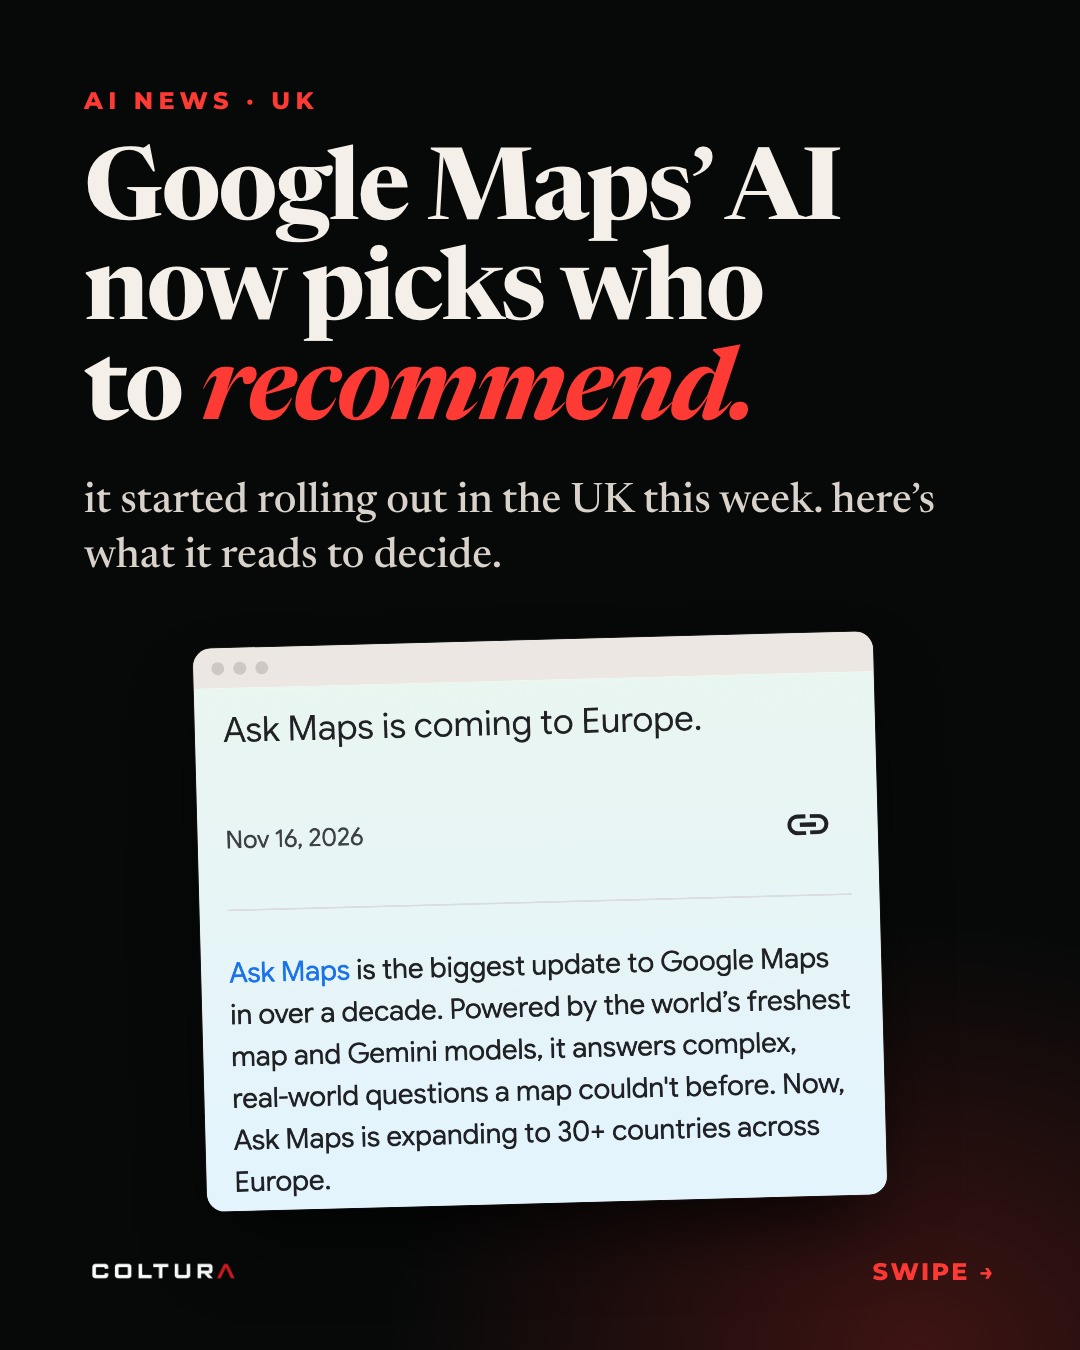 AI NEWS · UK
Google Maps’ AI
now picks who
to recommend.
it started rolling out in the UK this week. here’s
what it reads to decide.
Ask Maps is coming to Europe.
Nov 16, 2026
Ask Maps is the biggest update to Google Maps
in over a decade. Powered by the world’s freshest
map and Gemini models, it answers complex,
real-world questions a map couldn't before. Now,
Ask Maps is expanding to 30+ countries across
Europe.
COLTURA
SWIPE →